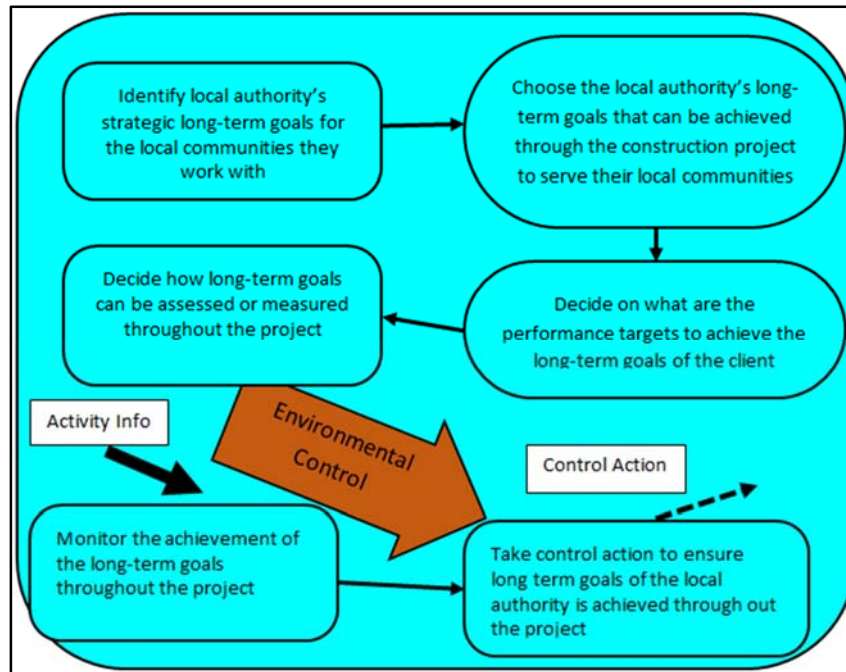 Identify local authority's
strategic long-term goals for
the local communities they
work with
Choose the local authority's long-
term goals that can be achieved
through the construction project
to serve their local communities
Decide how long-term goals
can be assessed or measured
throughout the project
Decide on what are the
performance targets to achieve the
long-term goals of the client
Activity Info
Environmental
Control
Control Action
Monitor the achievement of
the long-term goals
throughout the project
Take control action to ensure
long term goals of the local
authority is achieved through out
the project